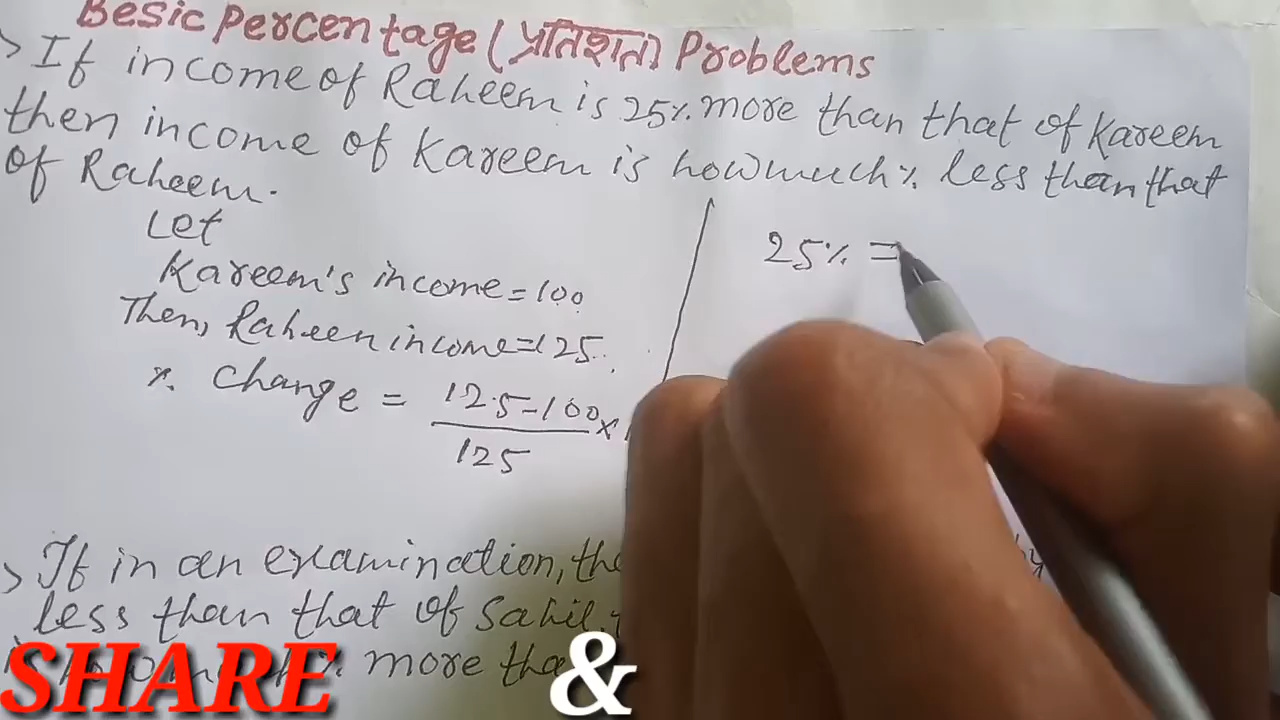 Besic Percentage (प्रतिशत) Problems
> If income of Raheem is 25% more than that of Kareem
then income of Kareem is howmuch % less than that
of Raheem.
Let
Kareem's income = 100
Then, Raheen income = 125.
% Change = 125-100 ×
125
25% =
> If in an examination, the
less than that of Sahil,
% more tha
SHARE &